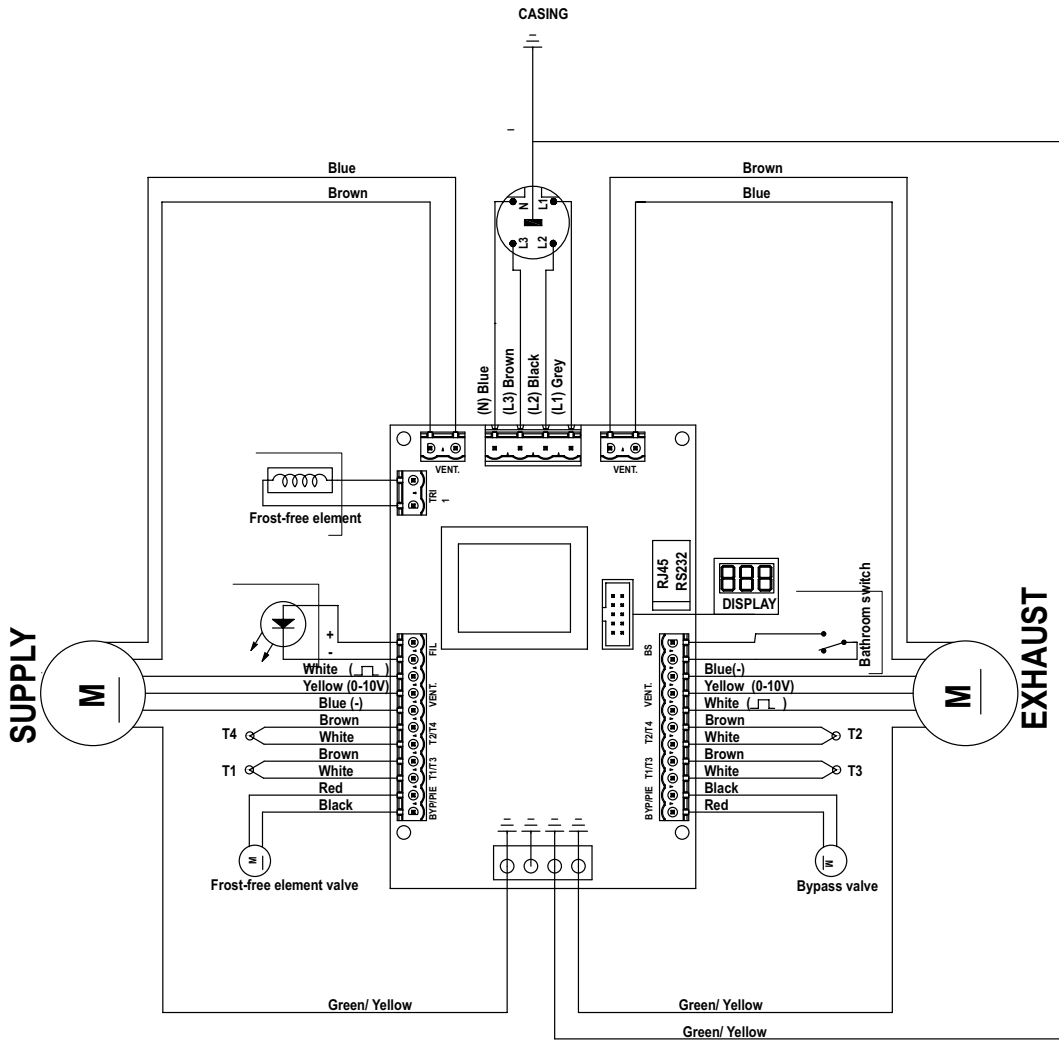 CASING
Blue
Brown
Brown
Blue
N
L1
L3
L2
(N) Blue
(L3) Brown
(L2) Black
(L1) Grey
VENT.
VENT.
TRI
1
Frost-free element
RJ45
RS232
DISPLAY
Bathroom switch
SUPPLY
M
EXHAUST
M
+
-
FIL
BS
White ( )
Yellow (0-10V)
Blue (-)
VENT.
Blue(-)
Yellow (0-10V)
White ( )
VENT.
T4
Brown
White
T2/T4
T2/T4
Brown
White
T2
T1
Brown
White
T1/T3
T1/T3
Brown
White
T3
Red
Black
BYP/PIE
BYP/PIE
Black
Red
M
Frost-free element valve
M
Bypass valve
Green/ Yellow
Green/ Yellow
Green/ Yellow